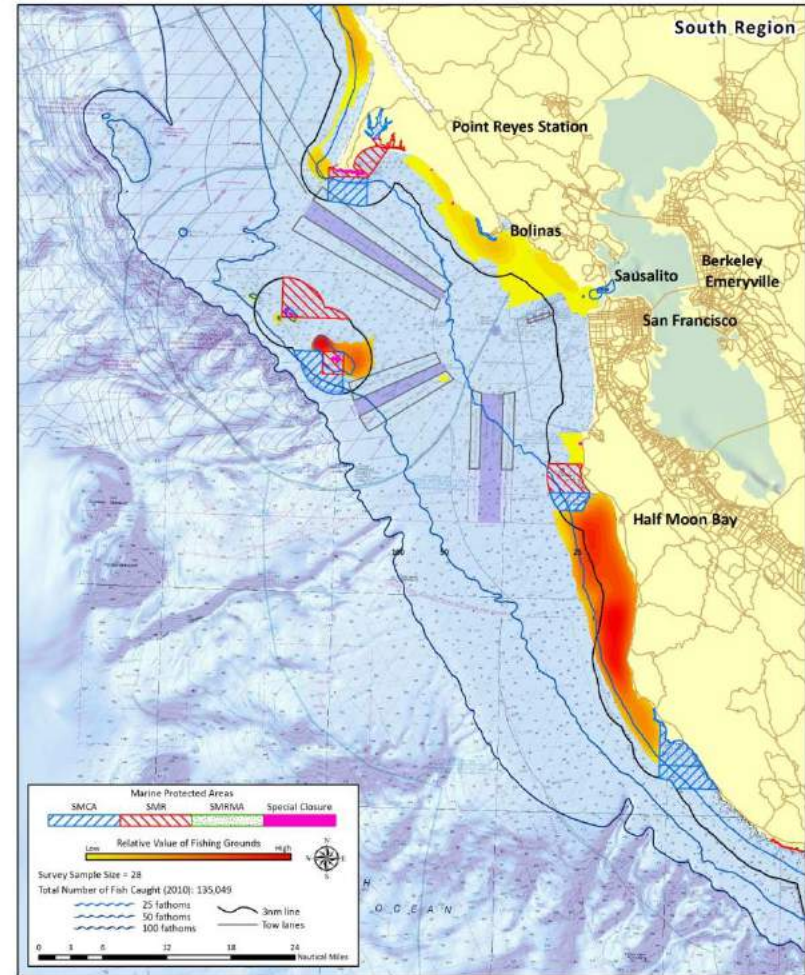 South Region
Point Reyes Station
Bolinas
Sausalito
Berkeley
Emeryville
San Francisco
Half Moon Bay
100
50
25
Marine Protected Areas
SMCA SMR SMRMA Special Closure
Low Relative Value of Fishing Grounds High
N
W E
S
Survey Sample Size = 28
Total Number of Fish Caught (2010): 135,049
25 fathoms 3nm line
50 fathoms Tow lanes
100 fathoms
0 3 6 12 18 24
Nautical Miles
H
O C E A N